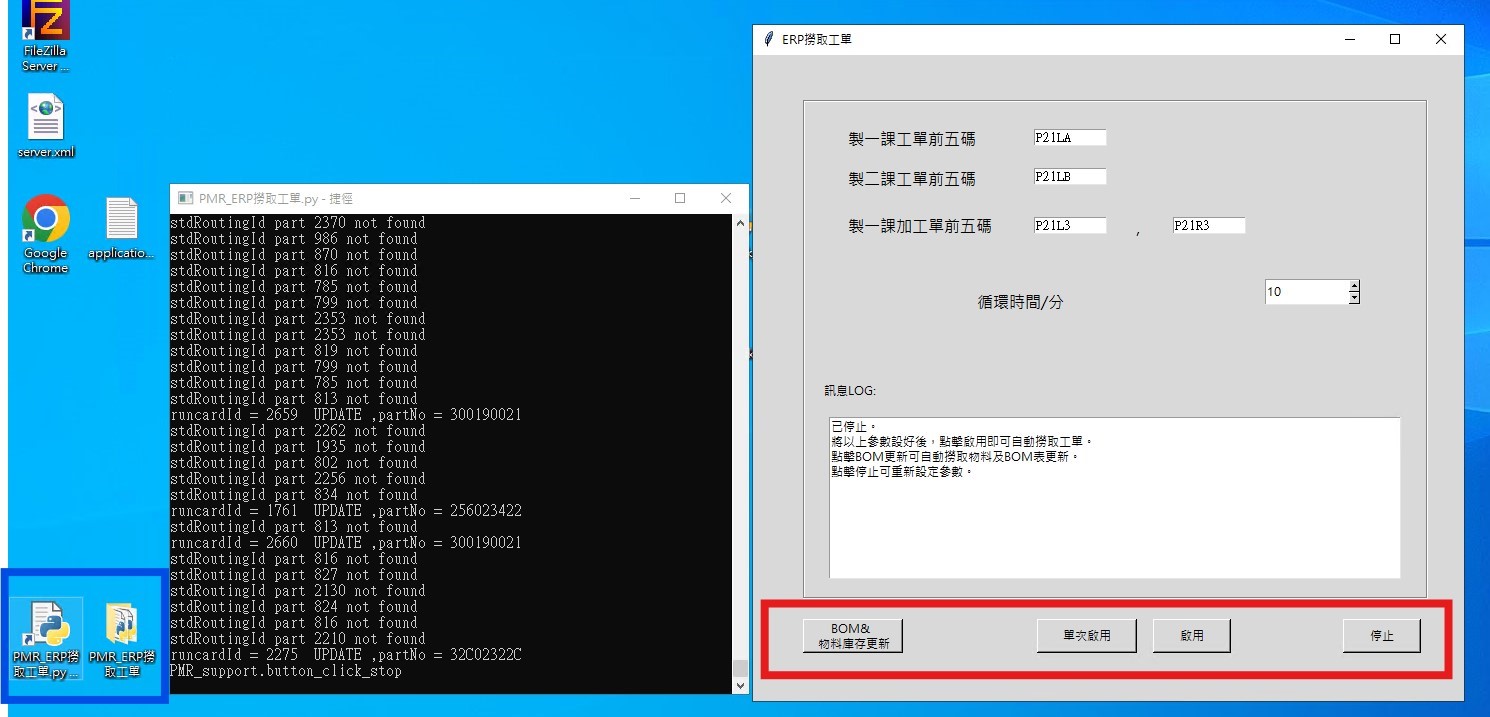 FileZilla
Server ...
server.xml
Google
Chrome
applicatio...
PMR_ERP撈
取工單.py ...
PMR_ERP撈
取工單
PMR_ERP撈取工單.py - 捷徑
stdRoutingId part 2370 not found
stdRoutingId part 986 not found
stdRoutingId part 870 not found
stdRoutingId part 816 not found
stdRoutingId part 785 not found
stdRoutingId part 799 not found
stdRoutingId part 2353 not found
stdRoutingId part 2353 not found
stdRoutingId part 819 not found
stdRoutingId part 799 not found
stdRoutingId part 785 not found
stdRoutingId part 813 not found
runcardId = 2659  UPDATE ,partNo = 300190021
stdRoutingId part 2262 not found
stdRoutingId part 1935 not found
stdRoutingId part 802 not found
stdRoutingId part 2256 not found
stdRoutingId part 834 not found
runcardId = 1761  UPDATE ,partNo = 256023422
stdRoutingId part 813 not found
runcardId = 2660  UPDATE ,partNo = 300190021
stdRoutingId part 816 not found
stdRoutingId part 827 not found
stdRoutingId part 2130 not found
stdRoutingId part 824 not found
stdRoutingId part 816 not found
stdRoutingId part 2210 not found
runcardId = 2275  UPDATE ,partNo = 32C02322C
PMR_support.button_click_stop
ERP撈取工單
製一課工單前五碼 P21LA
製二課工單前五碼 P21LB
製一課加工單前五碼 P21L3 , P21R3
循環時間/分 10
訊息LOG:
已停止。
將以上參數設好後，點擊啟用即可自動撈取工單。
點擊BOM更新可自動撈取物料及BOM表更新。
點擊停止可重新設定參數。
BOM&
物料庫存更新
單次啟用
啟用
停止